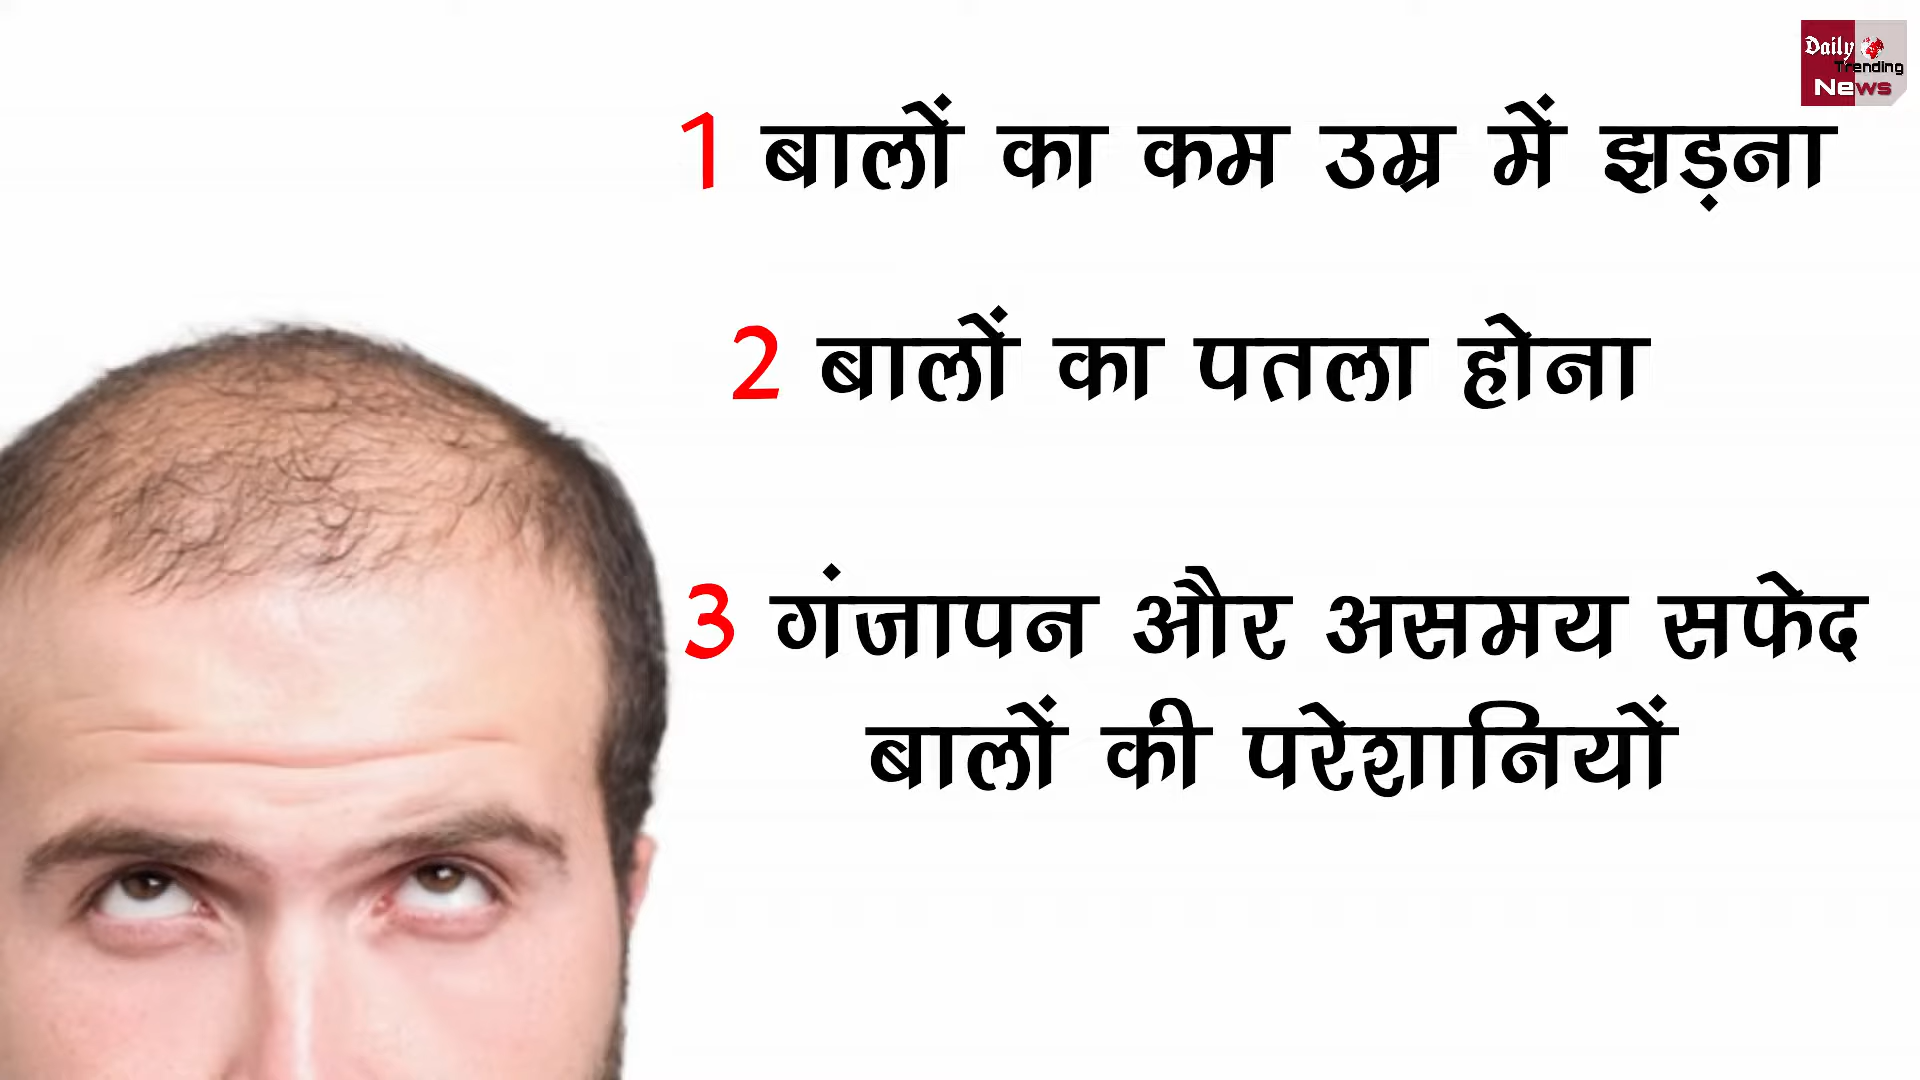 Daily
Trending
News
1 बालों का कम उम्र में झड़ना
2 बालों का पतला होना
3 गंजापन और असमय सफेद
बालों की परेशानियों